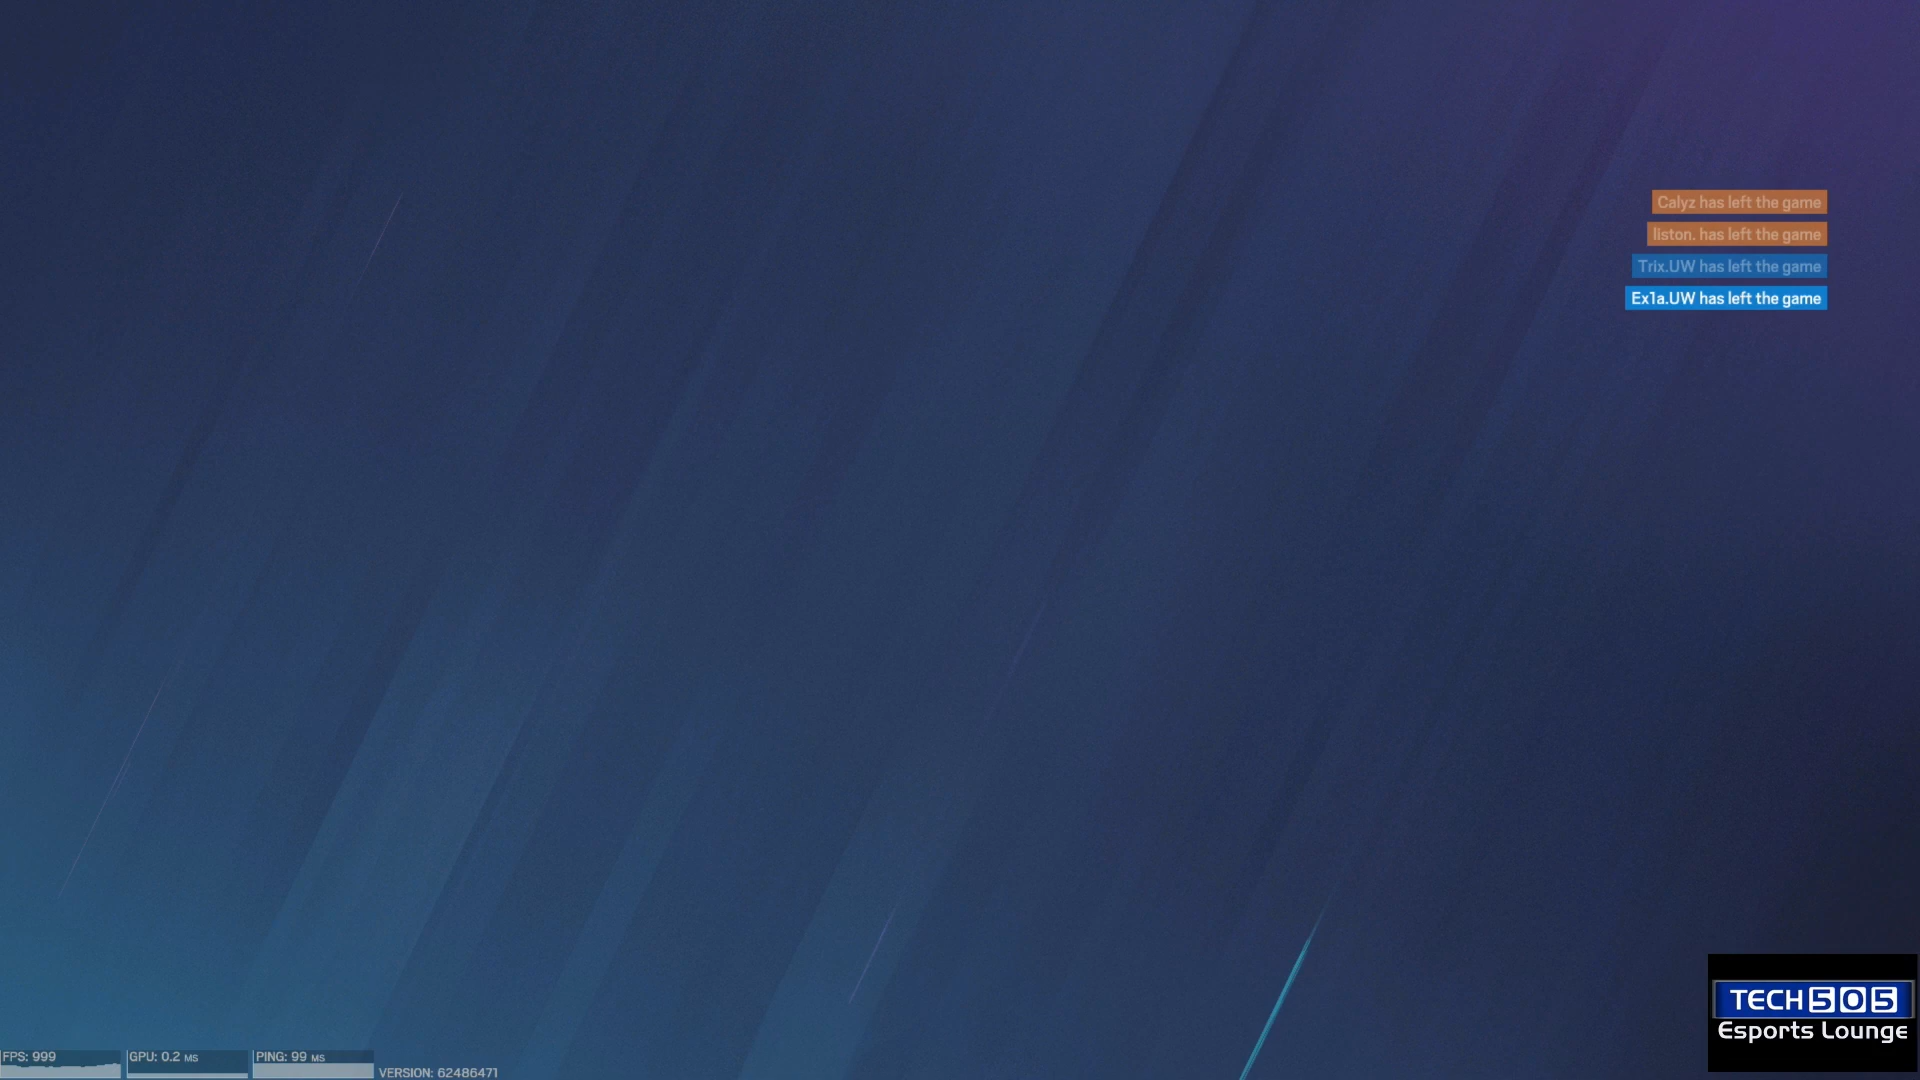 Calyz has left the game
liston. has left the game
Trix.UW has left the game
Ex1a.UW has left the game
TECH 505
Esports Lounge
FPS: 999 GPU: 0.2 MS PING: 99 MS VERSION: 62486471